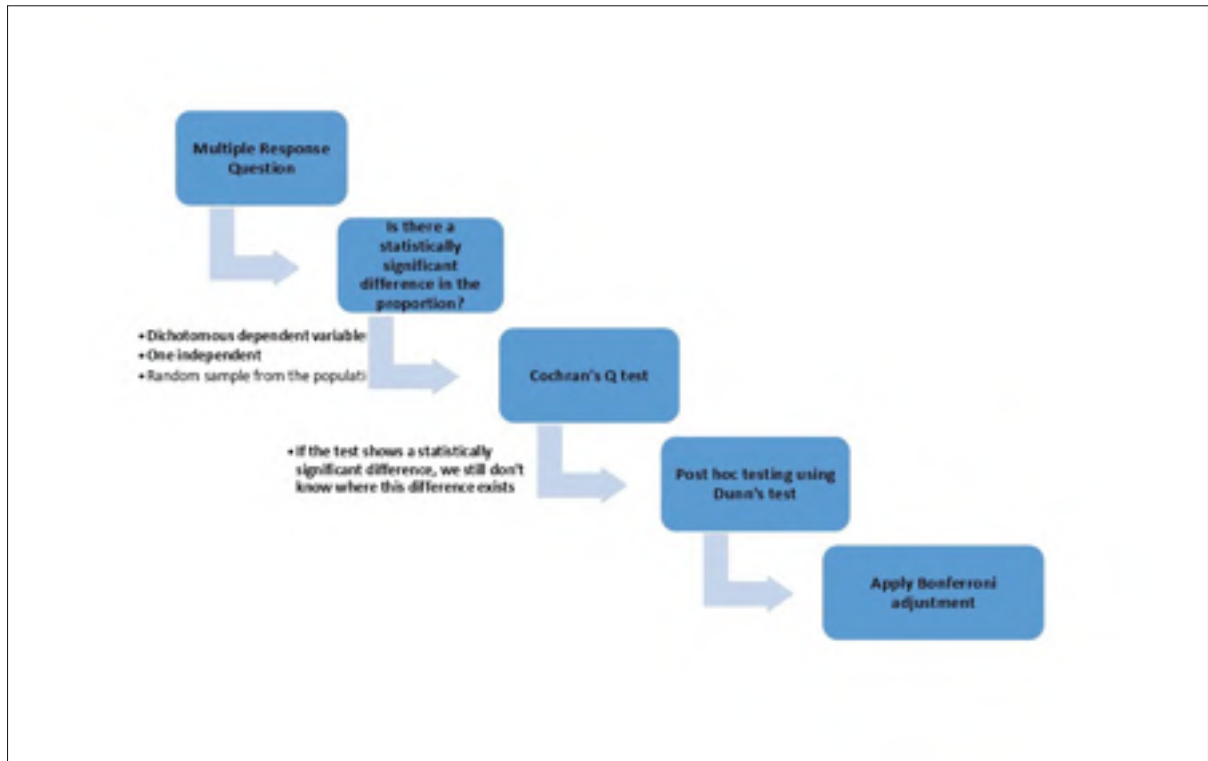 Multiple Response
Question
Is there a
statistically
significant
difference in the
proportion?
• Dichotomous dependent variable
• One independent
• Random sample from the populati
Cochran's Q test
• If the test shows a statistically
significant difference, we still don't
know where this difference exists
Post hoc testing using
Dunn's test
Apply Bonferroni
adjustment